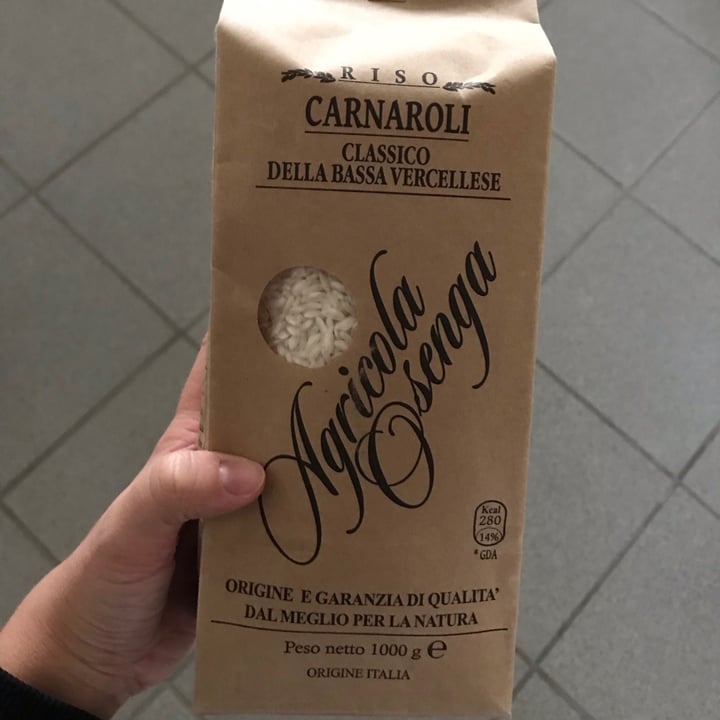 RISO
CARNAROLI
CLASSICO
DELLA BASSA VERCELLESE
Agricola
Osenga
Kcal
280
14%
*GDA
ORIGINE E GARANZIA DI QUALITA'
DAL MEGLIO PER LA NATURA
Peso netto 1000 g ℮
ORIGINE ITALIA